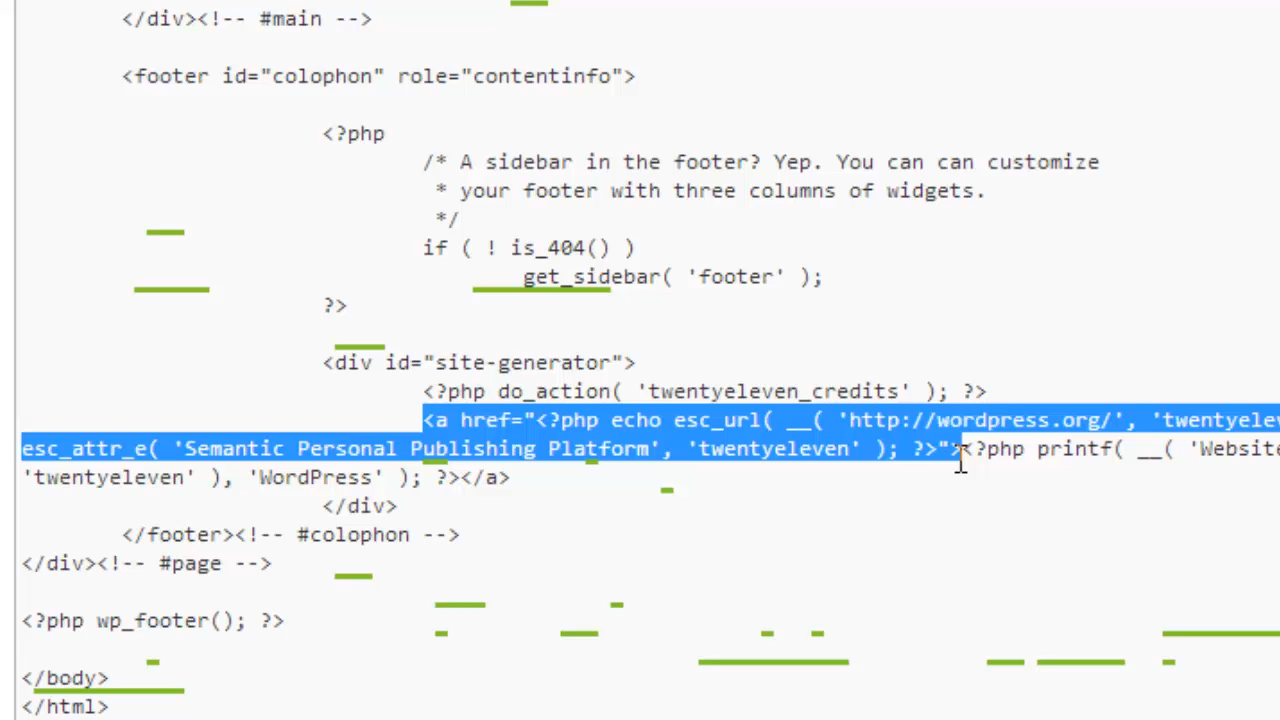 </div><!-- #main -->
<footer id="colophon" role="contentinfo">
<?php
/* A sidebar in the footer? Yep. You can can customize
* your footer with three columns of widgets.
*/
if ( ! is_404() )
get_sidebar( 'footer' );
?>
<div id="site-generator">
<?php do_action( 'twentyeleven_credits' ); ?>
<a href="<?php echo esc_url( __( 'http://wordpress.org/', 'twentyelev
esc_attr_e( 'Semantic Personal Publishing Platform', 'twentyeleven' ); ?>"><?php printf( __( 'Website
'twentyeleven' ), 'WordPress' ); ?></a>
</div>
</footer><!-- #colophon -->
</div><!-- #page -->
<?php wp_footer(); ?>
</body>
</html>